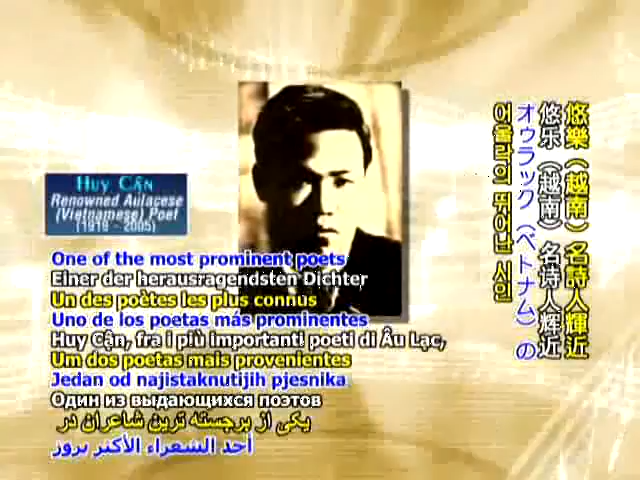 Huy Cận
Renowned Aulacese
(Vietnamese) Poet
(1919 - 2005)
One of the most prominent poets
Einer der herausragendsten Dichter
Un des poètes les plus connus
Uno de los poetas más prominentes
Huy Cận, fra i più importanti poeti di Âu Lạc,
Um dos poetas mais provenientes
Jedan od najistaknutijih pjesnika
Один из выдающихся поэтов
یکی از برجسته ترین شاعران در
أحد الشعراء الأكثر بروز
悠樂（越南）名詩人輝近
悠乐（越南）名诗人辉近
オゥラック（ベトナム）の
어울락의 뛰어난 시인